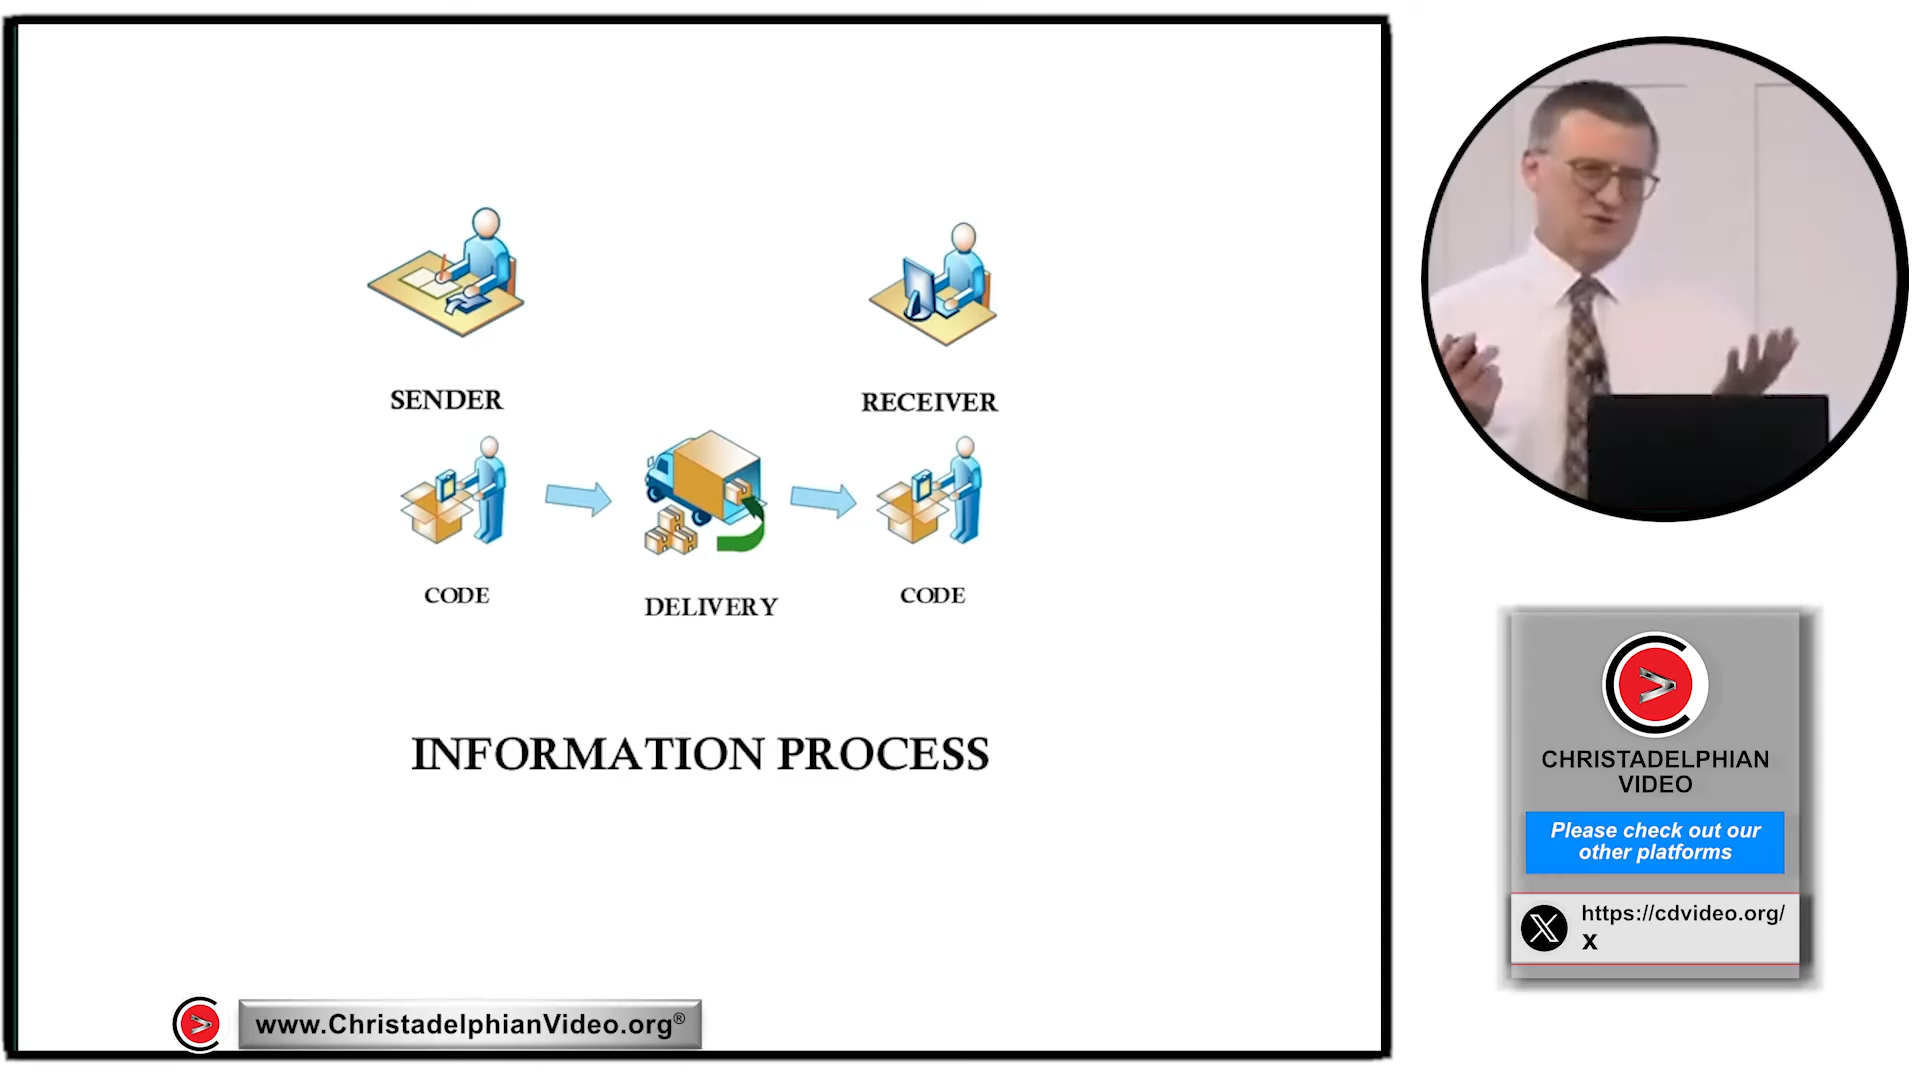 SENDER
RECEIVER
CODE
DELIVERY
CODE
INFORMATION PROCESS
www.ChristadelphianVideo.org®
CHRISTADELPHIAN
VIDEO
Please check out our
other platforms
https://cdvideo.org/
x